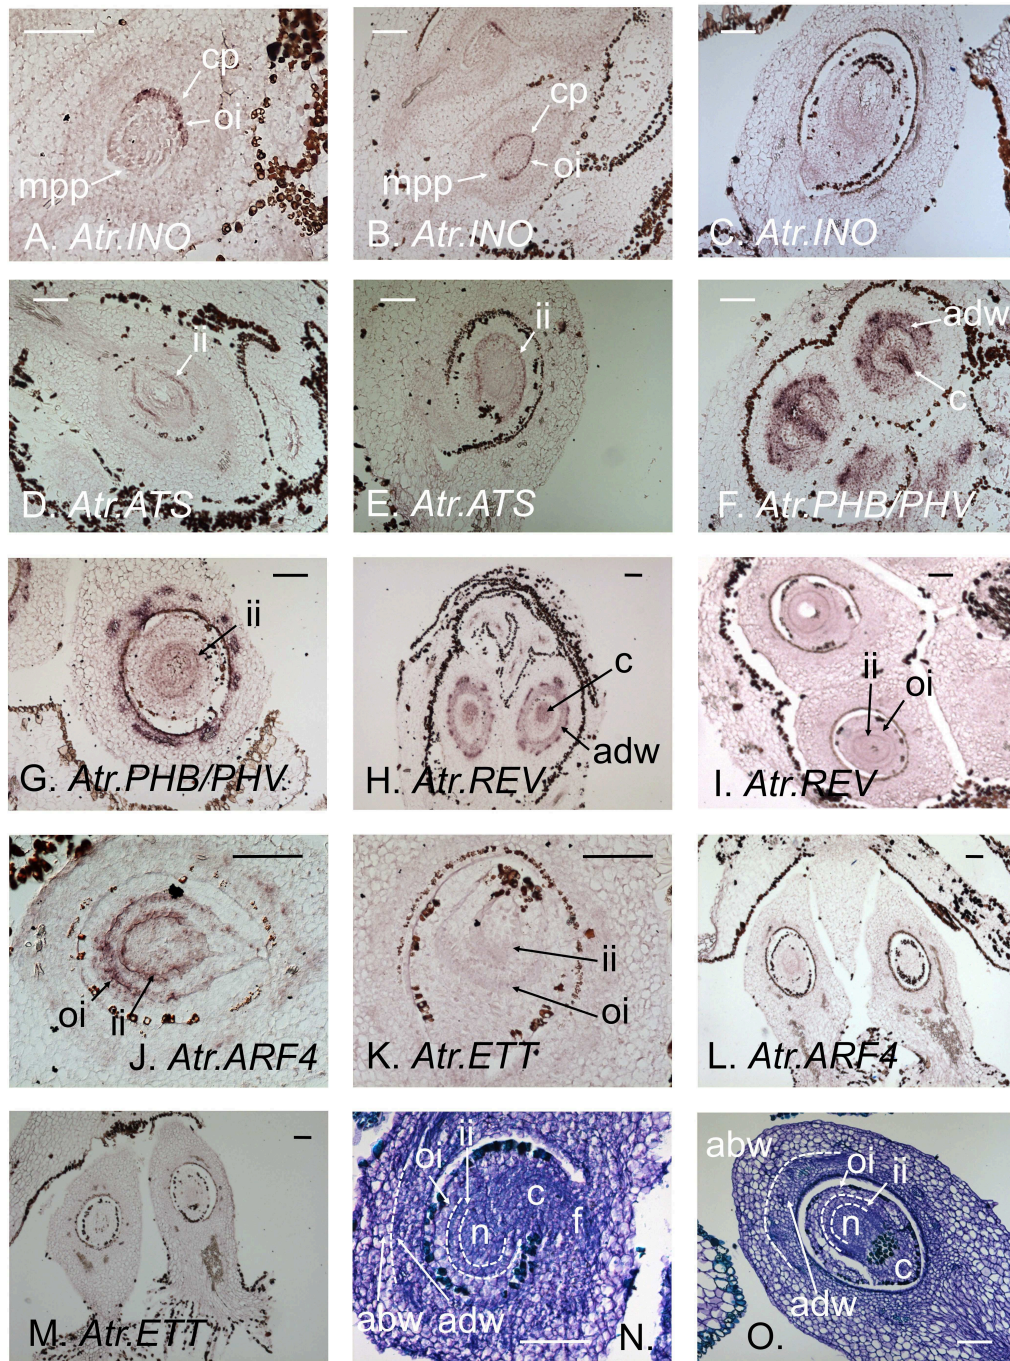 cp
oi
mpp
A. Atr.INO
cp
oi
mpp
B. Atr.INO
C. Atr.INO
ii
D. Atr.ATS
ii
E. Atr.ATS
adw
c
F. Atr.PHB/PHV
ii
G. Atr.PHB/PHV.
c
adw
H. Atr.REV
ii
oi
I. Atr.REV
oi
ii
J. Atr.ARF4
ii
oi
K. Atr.ETT
L. Atr.ARF4
M. Atr.ETT
ii
oi
c
f
n
abw
adw
N.
abw
oi
ii
n
c
adw
O.